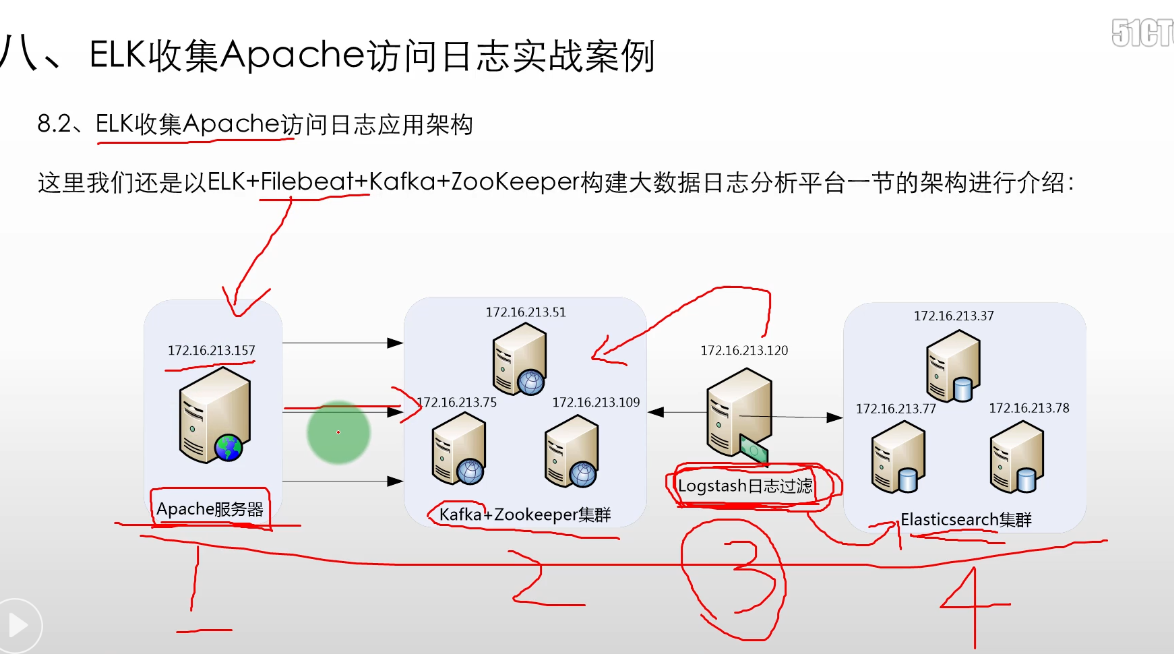 51CT
八、ELK收集Apache访问日志实战案例
8.2、ELK收集Apache访问日志应用架构
这里我们还是以ELK+Filebeat+Kafka+ZooKeeper构建大数据日志分析平台一节的架构进行介绍：
172.16.213.157
Apache服务器
172.16.213.51
172.16.213.75
172.16.213.109
Kafka+Zookeeper集群
172.16.213.120
Logstash日志过滤
172.16.213.37
172.16.213.77
172.16.213.78
Elasticsearch集群
1
2
3
4